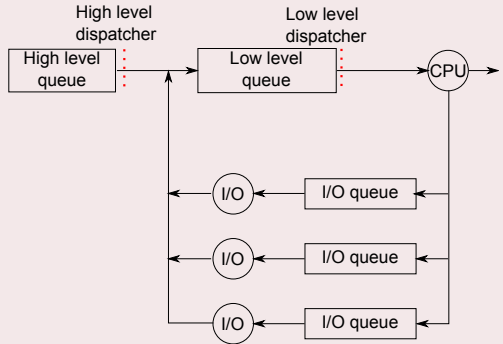 High level
dispatcher
Low level
dispatcher
High level
queue
Low level
queue
CPU
I/O
I/O queue
I/O
I/O queue
I/O
I/O queue